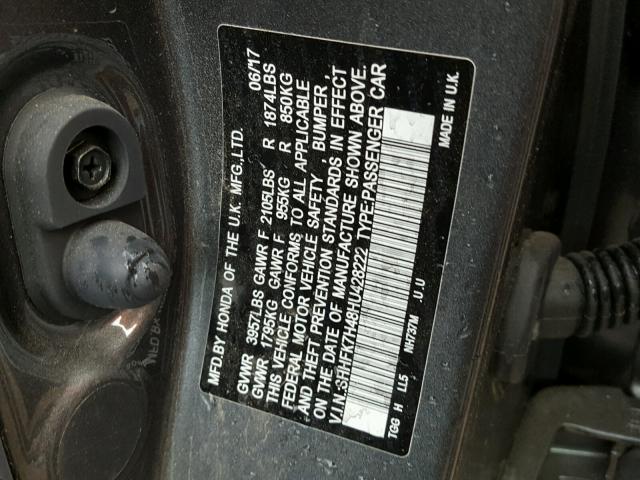 MFD.BY HONDA OF THE U.K. MFG.,LTD. 06/17
GVWR 3957LBS GAWR F 2105LBS R 1874LBS
GVWR 1795KG GAWR F 955KG R 850KG
THIS VEHICLE CONFORMS TO ALL APPLICABLE
FEDERAL MOTOR VEHICLE SAFETY, BUMPER,
AND THEFT PREVENTION STANDARDS IN EFFECT
ON THE DATE OF MANUFACTURE SHOWN ABOVE.
V.I.N.:SHHFK7H48HU428222 TYPE:PASSENGER CAR
TGG H LL5 NH737M J.U MADE IN U.K.